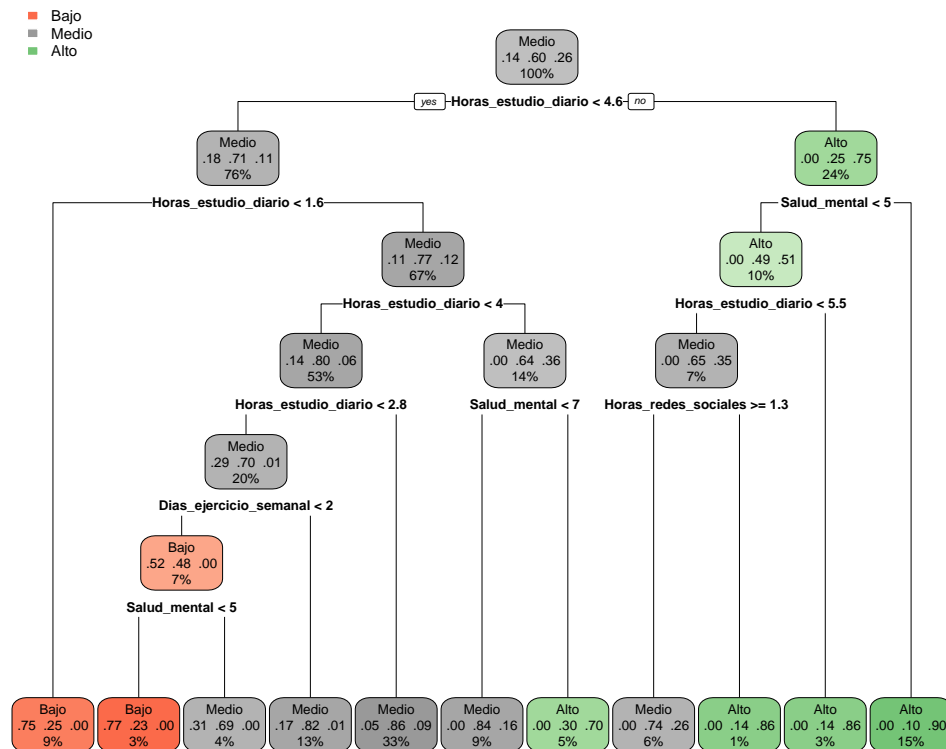 Bajo
Medio
Alto
Medio
.14 .60 .26
100%
yes Horas_estudio_diario < 4.6 no
Medio
.18 .71 .11
76%
Alto
.00 .25 .75
24%
Horas_estudio_diario < 1.6
Salud_mental < 5
Medio
.11 .77 .12
67%
Alto
.00 .49 .51
10%
Horas_estudio_diario < 4
Horas_estudio_diario < 5.5
Medio
.14 .80 .06
53%
Medio
.00 .64 .36
14%
Medio
.00 .65 .35
7%
Horas_estudio_diario < 2.8
Salud_mental < 7
Horas_redes_sociales >= 1.3
Medio
.29 .70 .01
20%
Dias_ejercicio_semanal < 2
Bajo
.52 .48 .00
7%
Salud_mental < 5
Bajo
.75 .25 .00
9%
Bajo
.77 .23 .00
3%
Medio
.31 .69 .00
4%
Medio
.17 .82 .01
13%
Medio
.05 .86 .09
33%
Medio
.00 .84 .16
9%
Alto
.00 .30 .70
5%
Medio
.00 .74 .26
6%
Alto
.00 .14 .86
1%
Alto
.00 .14 .86
3%
Alto
.00 .10 .90
15%